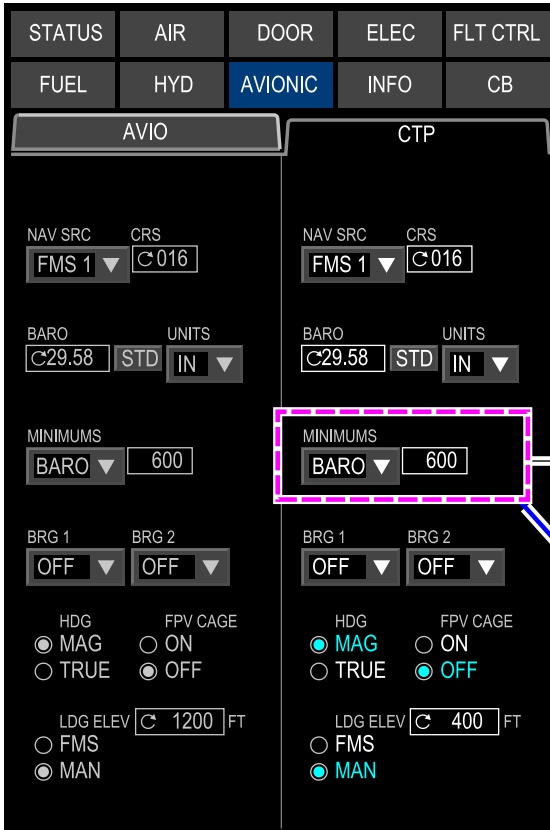 STATUS AIR DOOR ELEC FLT CTRL
FUEL HYD AVIONIC INFO CB
AVIO CTP
NAV SRC CRS NAV SRC CRS
FMS 1 016 FMS 1 016
BARO UNITS BARO UNITS
29.58 STD IN 29.58 STD IN
MINIMUMS MINIMUMS
BARO 600 BARO 600
BRG 1 BRG 2 BRG 1 BRG 2
OFF OFF OFF OFF
HDG FPV CAGE HDG FPV CAGE
MAG ON MAG ON
TRUE OFF TRUE OFF
LDG ELEV 1200 FT LDG ELEV 400 FT
FMS FMS
MAN MAN